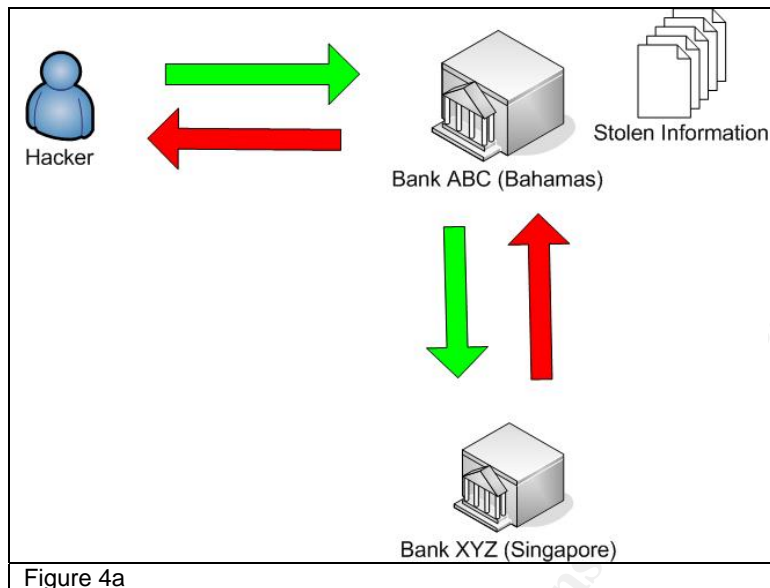 Hacker
Stolen Information
Bank ABC (Bahamas)
Bank XYZ (Singapore)
Figure 4a